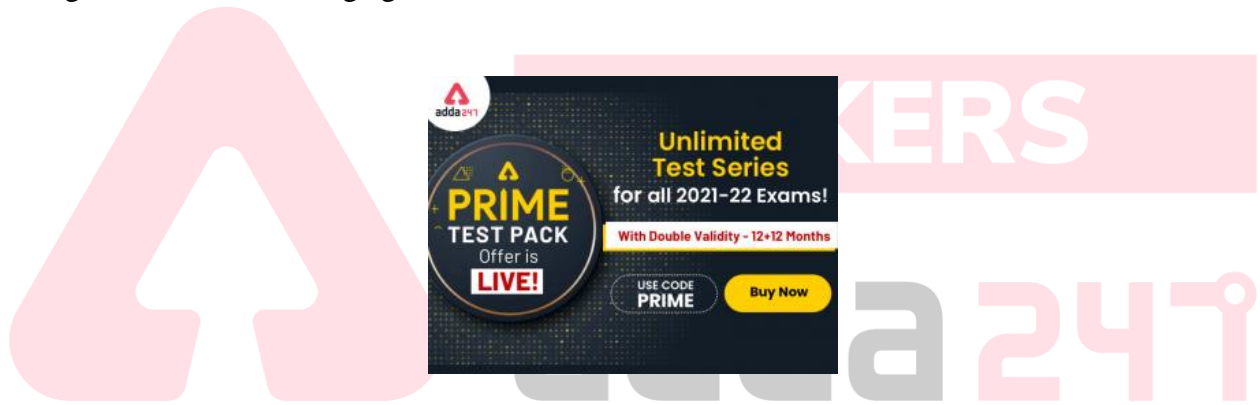 adda247
Unlimited
Test Series
for all 2021-22 Exams!
With Double Validity - 12+12 Months
USE CODE
PRIME
Buy Now
PRIME
TEST PACK
Offer is
LIVE!
KERS
a 247